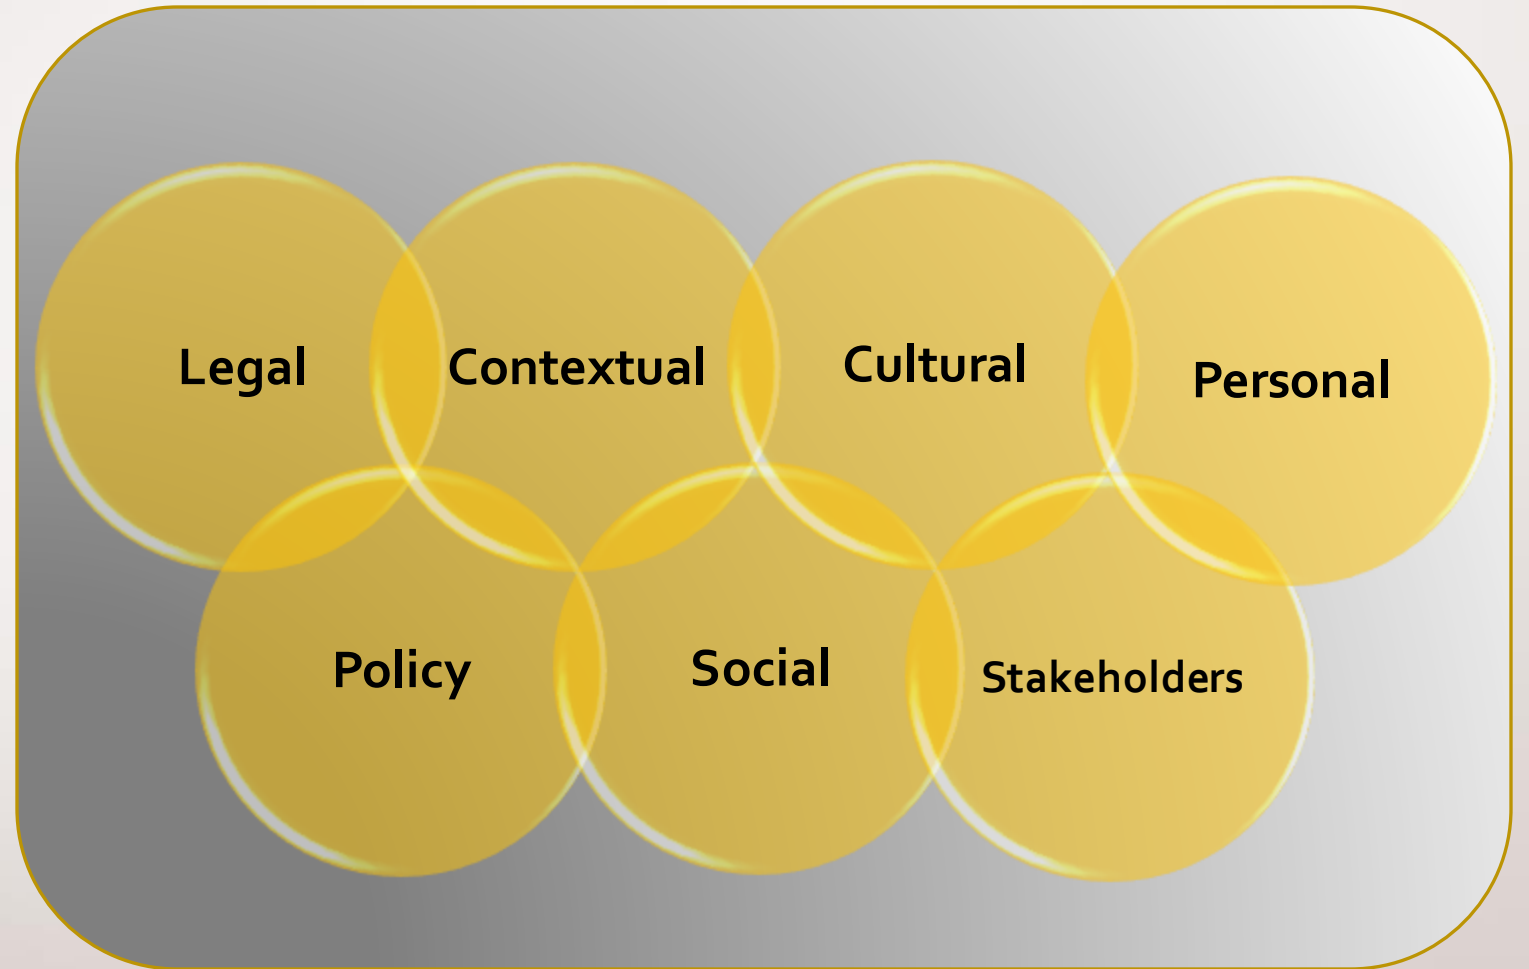 Legal
Contextual
Cultural
Personal
Policy
Social
Stakeholders